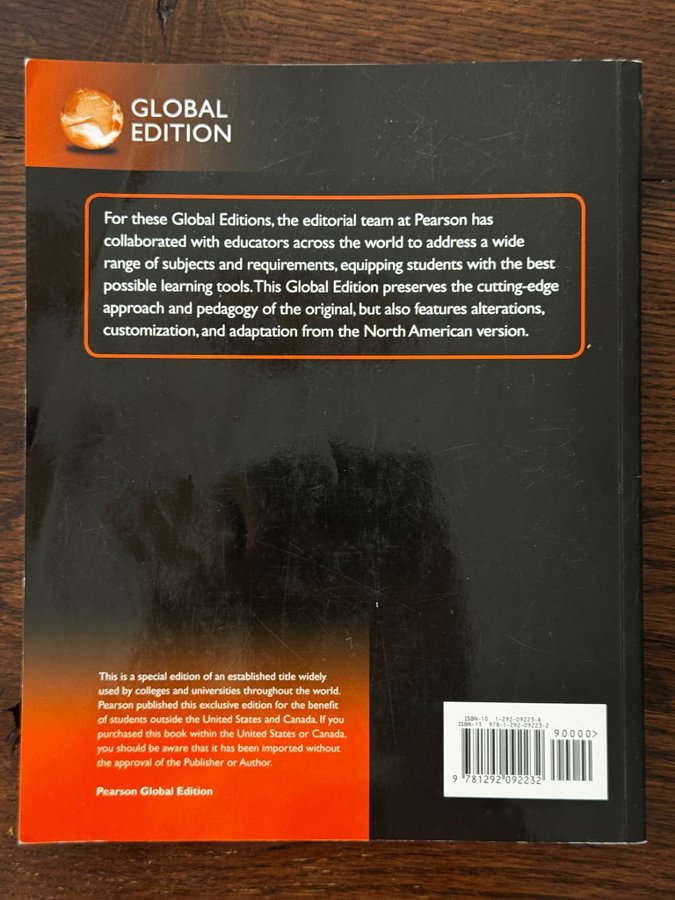 GLOBAL
EDITION
For these Global Editions, the editorial team at Pearson has
collaborated with educators across the world to address a wide
range of subjects and requirements, equipping students with the best
possible learning tools. This Global Edition preserves the cutting-edge
approach and pedagogy of the original, but also features alterations,
customization, and adaptation from the North American version.
This is a special edition of an established title widely
used by colleges and universities throughout the world.
Pearson published this exclusive edition for the benefit
of students outside the United States and Canada. If you
purchased this book within the United States or Canada,
you should be aware that it has been imported without
the approval of the Publisher or Author.
Pearson Global Edition
ISBN-10 1-292-09223-8
ISBN-13 978-1-292-09223-2
90000>
9 781292 092232